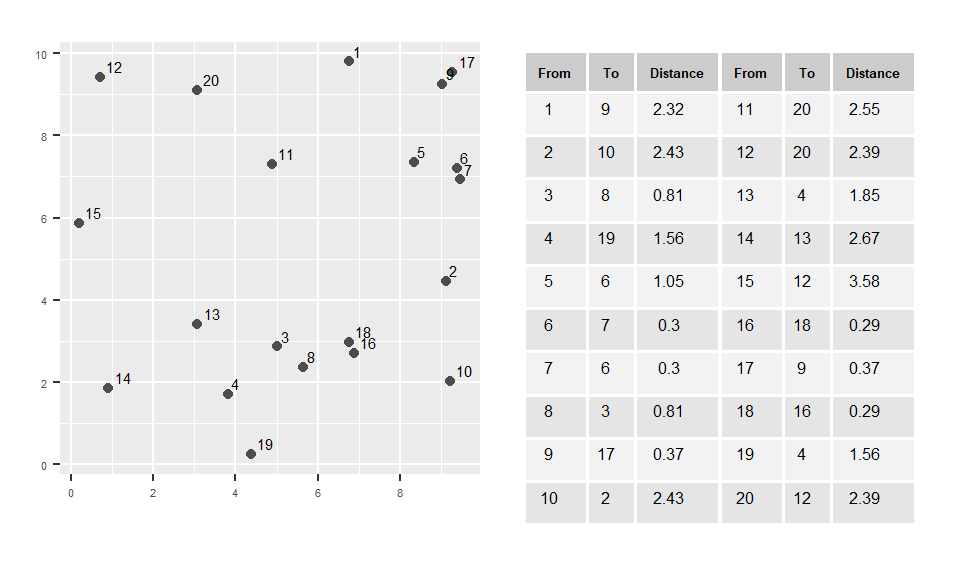 10
8
6
4
2
0
0 2 4 6 8
1
17
9
12
20
11
5
6
7
15
2
13
3
18
16
8
14
4
10
19
From To Distance From To Distance
1 9 2.32 11 20 2.55
2 10 2.43 12 20 2.39
3 8 0.81 13 4 1.85
4 19 1.56 14 13 2.67
5 6 1.05 15 12 3.58
6 7 0.3 16 18 0.29
7 6 0.3 17 9 0.37
8 3 0.81 18 16 0.29
9 17 0.37 19 4 1.56
10 2 2.43 20 12 2.39